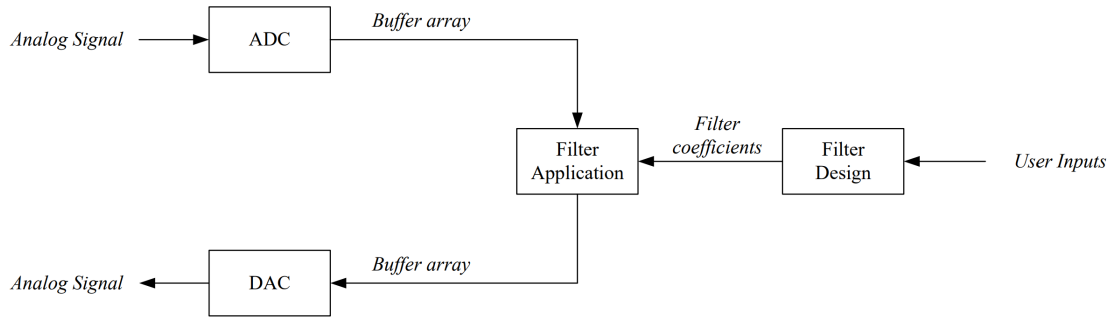 Analog Signal
ADC
Buffer array
Filter
Application
Filter
coefficients
Filter
Design
User Inputs
Analog Signal
DAC
Buffer array